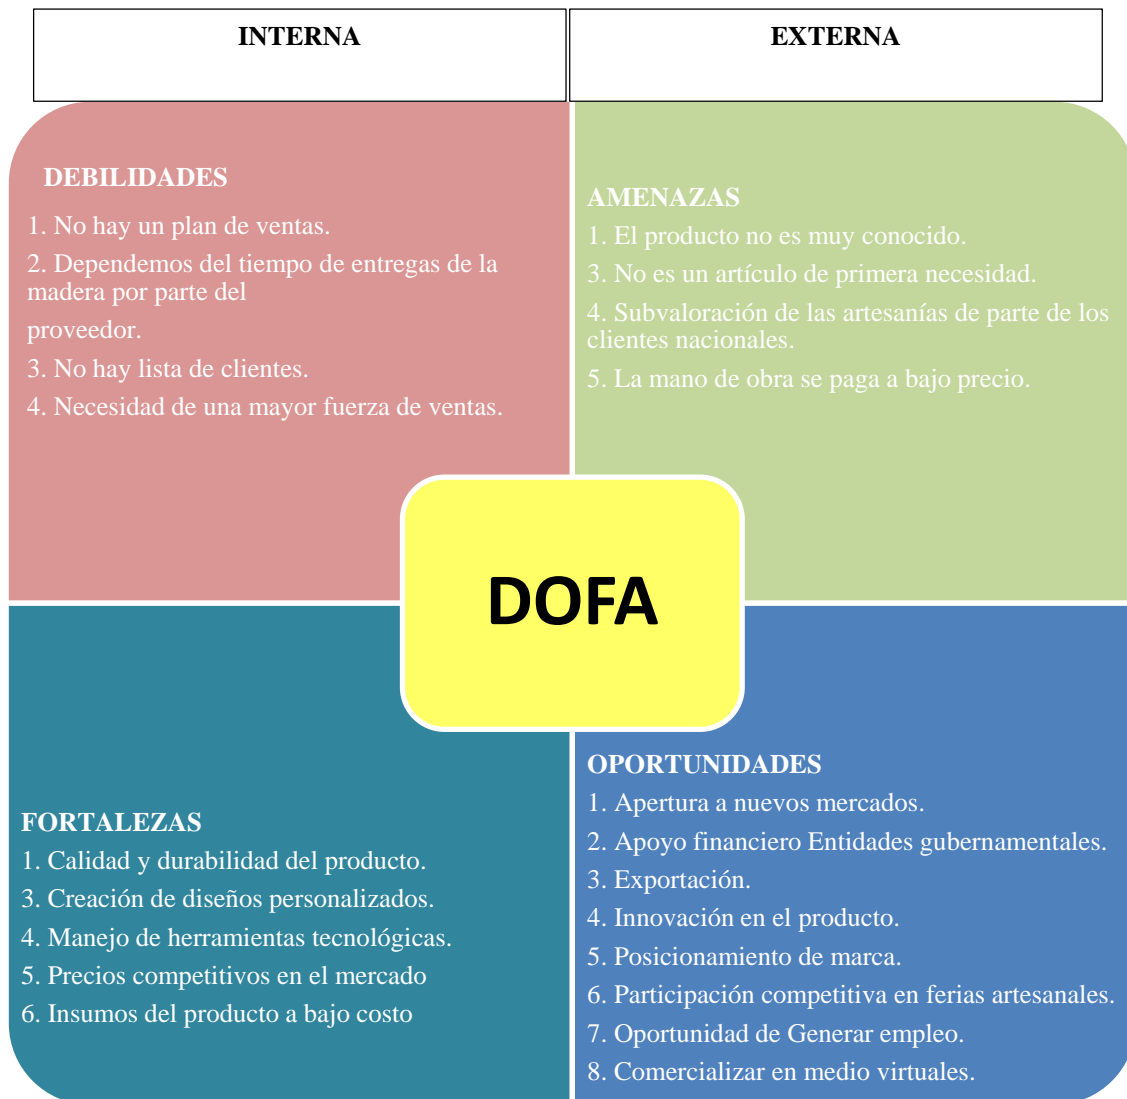 INTERNA
EXTERNA
DEBILIDADES
1. No hay un plan de ventas.
2. Dependemos del tiempo de entregas de la
madera por parte del
proveedor.
3. No hay lista de clientes.
4. Necesidad de una mayor fuerza de ventas.
AMENAZAS
1. El producto no es muy conocido.
3. No es un artículo de primera necesidad.
4. Subvaloración de las artesanías de parte de los
clientes nacionales.
5. La mano de obra se paga a bajo precio.
DOFA
FORTALEZAS
1. Calidad y durabilidad del producto.
3. Creación de diseños personalizados.
4. Manejo de herramientas tecnológicas.
5. Precios competitivos en el mercado
6. Insumos del producto a bajo costo
OPORTUNIDADES
1. Apertura a nuevos mercados.
2. Apoyo financiero Entidades gubernamentales.
3. Exportación.
4. Innovación en el producto.
5. Posicionamiento de marca.
6. Participación competitiva en ferias artesanales.
7. Oportunidad de Generar empleo.
8. Comercializar en medio virtuales.